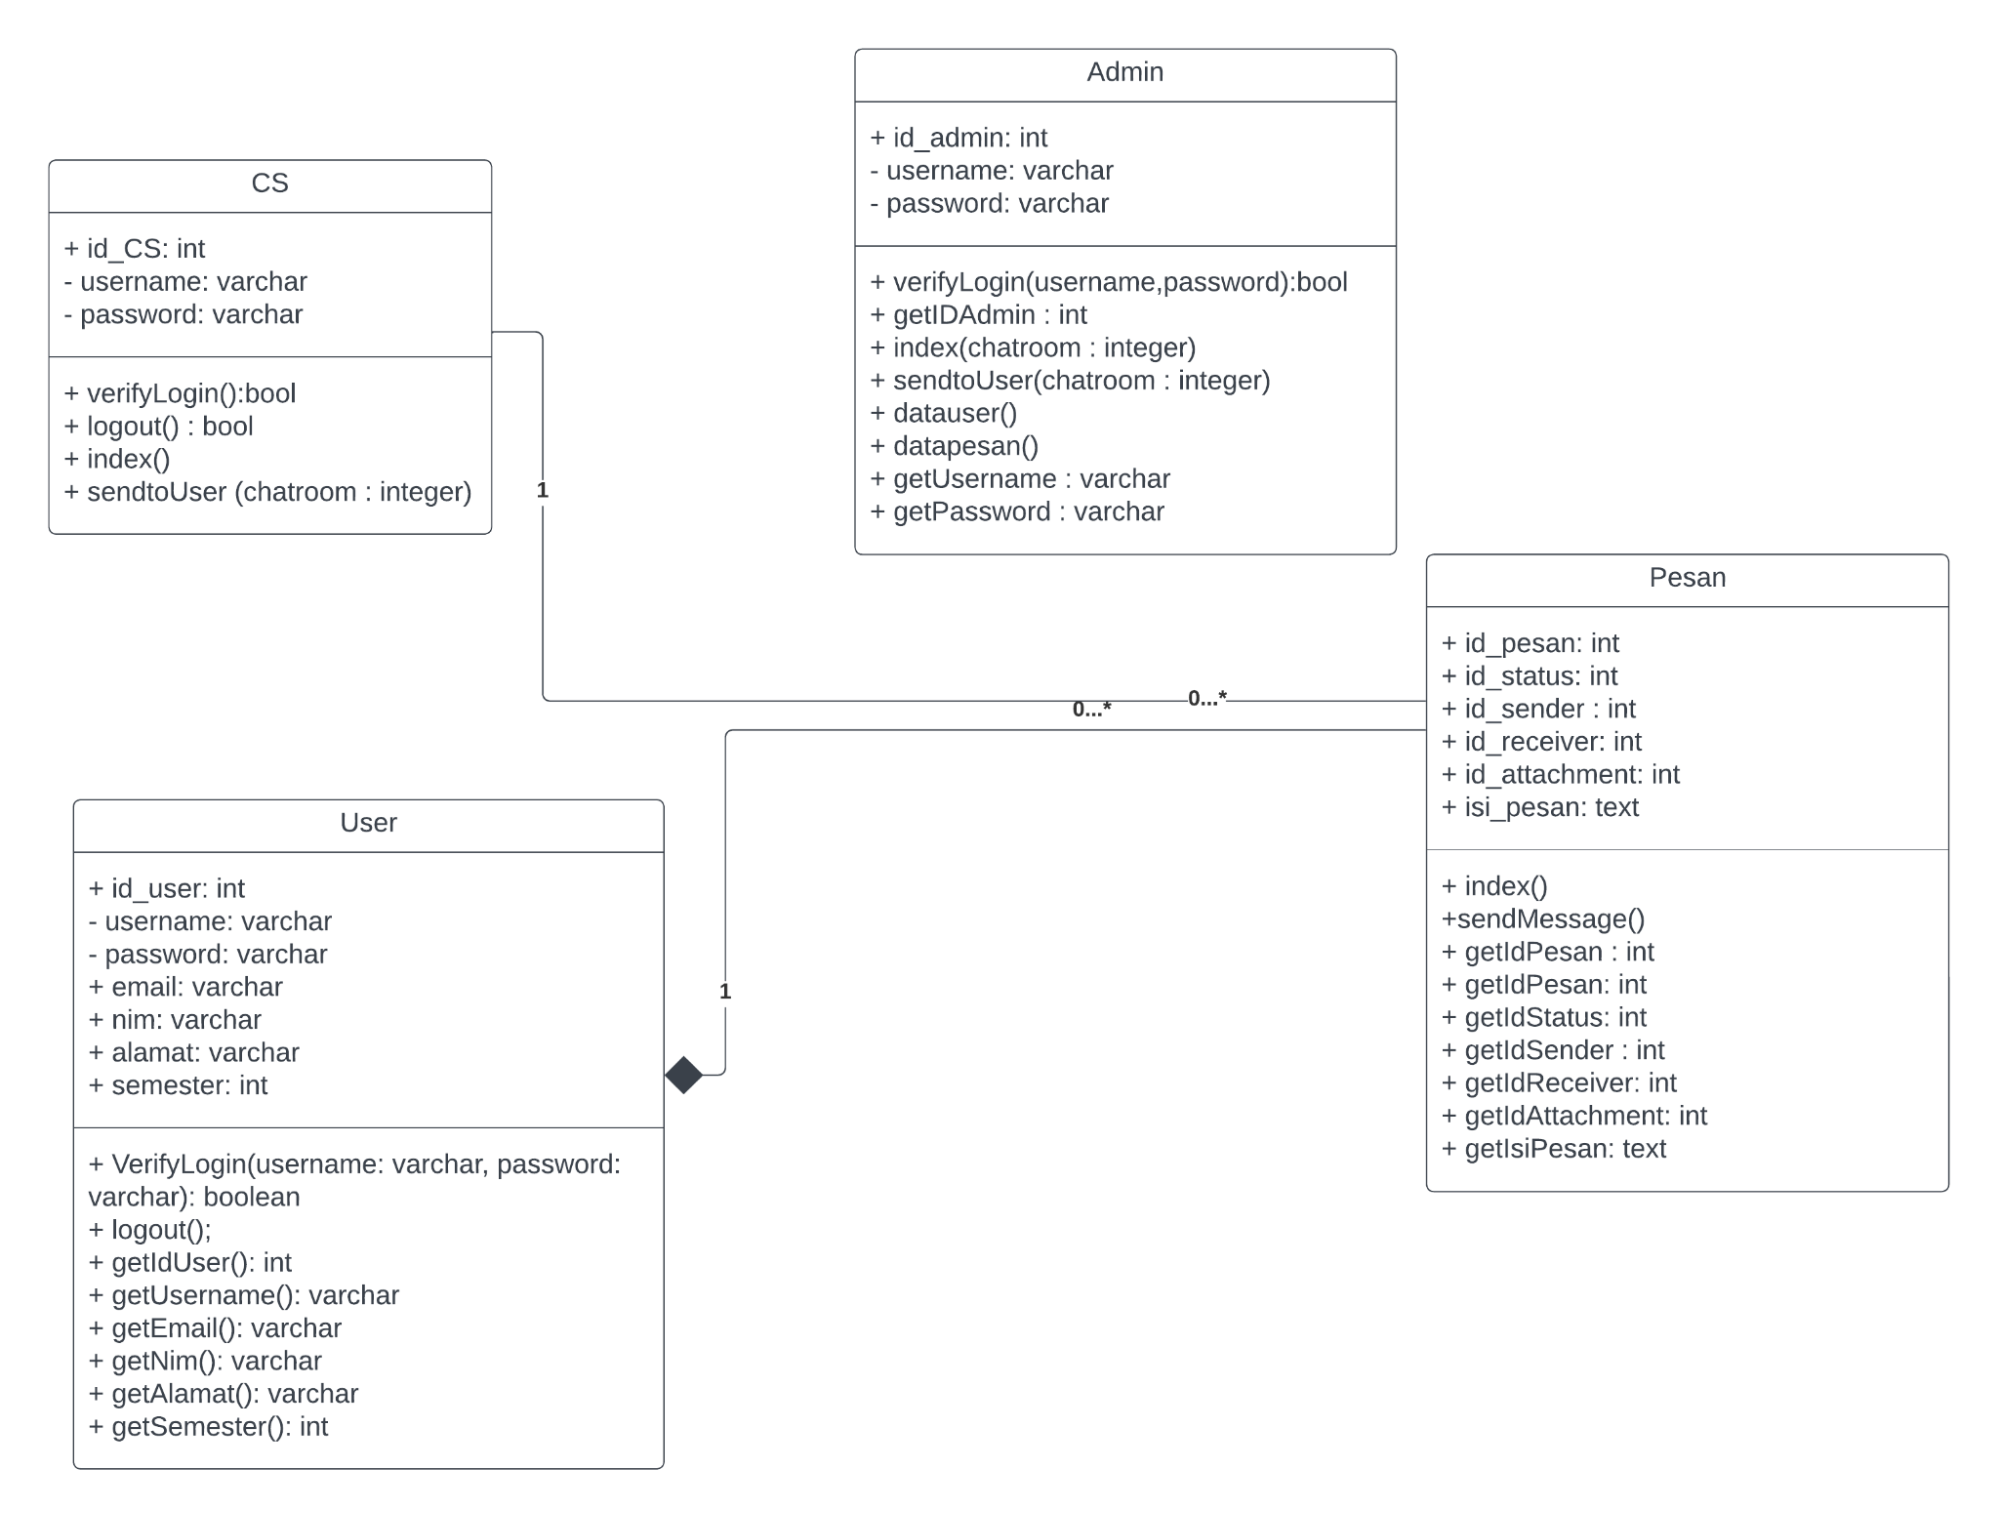 CS
+ id_CS: int
- username: varchar
- password: varchar
+ verifyLogin():bool
+ logout() : bool
+ index()
+ sendtoUser (chatroom : integer)
Admin
+ id_admin: int
- username: varchar
- password: varchar
+ verifyLogin(username,password):bool
+ getIDAdmin : int
+ index(chatroom : integer)
+ sendtoUser(chatroom : integer)
+ datauser()
+ datapesan()
+ getUsername : varchar
+ getPassword : varchar
1
0...*
0...*
1
Pesan
+ id_pesan: int
+ id_status: int
+ id_sender : int
+ id_receiver: int
+ id_attachment: int
+ isi_pesan: text
+ index()
+sendMessage()
+ getIdPesan : int
+ getIdPesan: int
+ getIdStatus: int
+ getIdSender : int
+ getIdReceiver: int
+ getIdAttachment: int
+ getIsiPesan: text
User
+ id_user: int
- username: varchar
- password: varchar
+ email: varchar
+ nim: varchar
+ alamat: varchar
+ semester: int
+ VerifyLogin(username: varchar, password:
varchar): boolean
+ logout();
+ getIdUser(): int
+ getUsername(): varchar
+ getEmail(): varchar
+ getNim(): varchar
+ getAlamat(): varchar
+ getSemester(): int